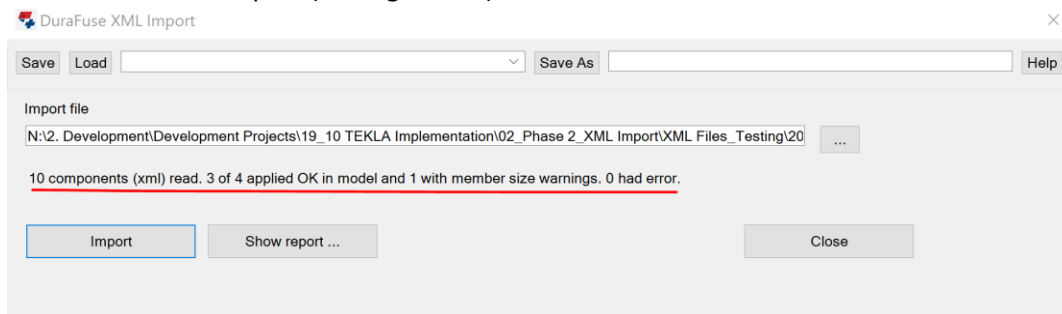 DuraFuse XML Import
Save Load Save As Help
Import file
N:\2. Development\Development Projects\19_10 TEKLA Implementation\02_Phase 2_XML Import\XML Files_Testing\20 ...
10 components (xml) read. 3 of 4 applied OK in model and 1 with member size warnings. 0 had error.
Import Show report ... Close